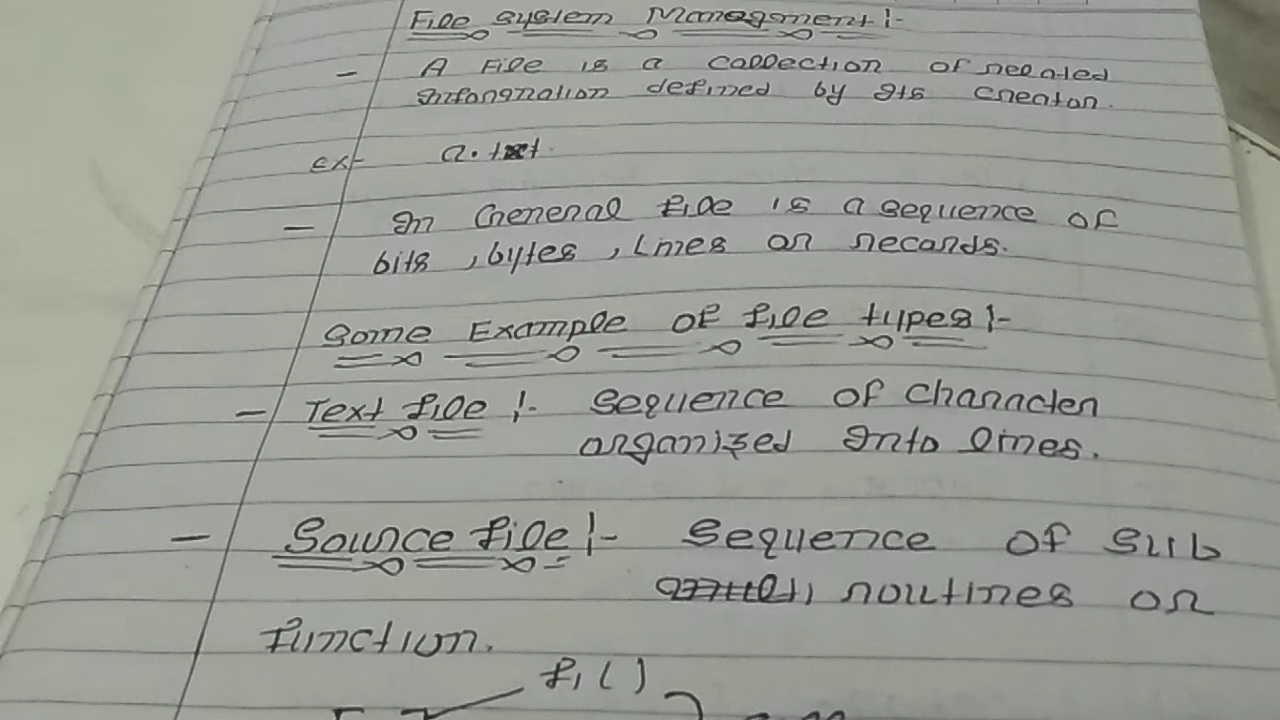 File System Management :-
- A File is a collection of related
Information defined by its creator.
ex- a.txt.
- In General file is a sequence of
bits , bytes , Lines or records.
Some Example of file types :-
- Text file :- Sequence of Character
organized Into lines.
- Source file :- Sequence of Sub
routines or
function.
f1()